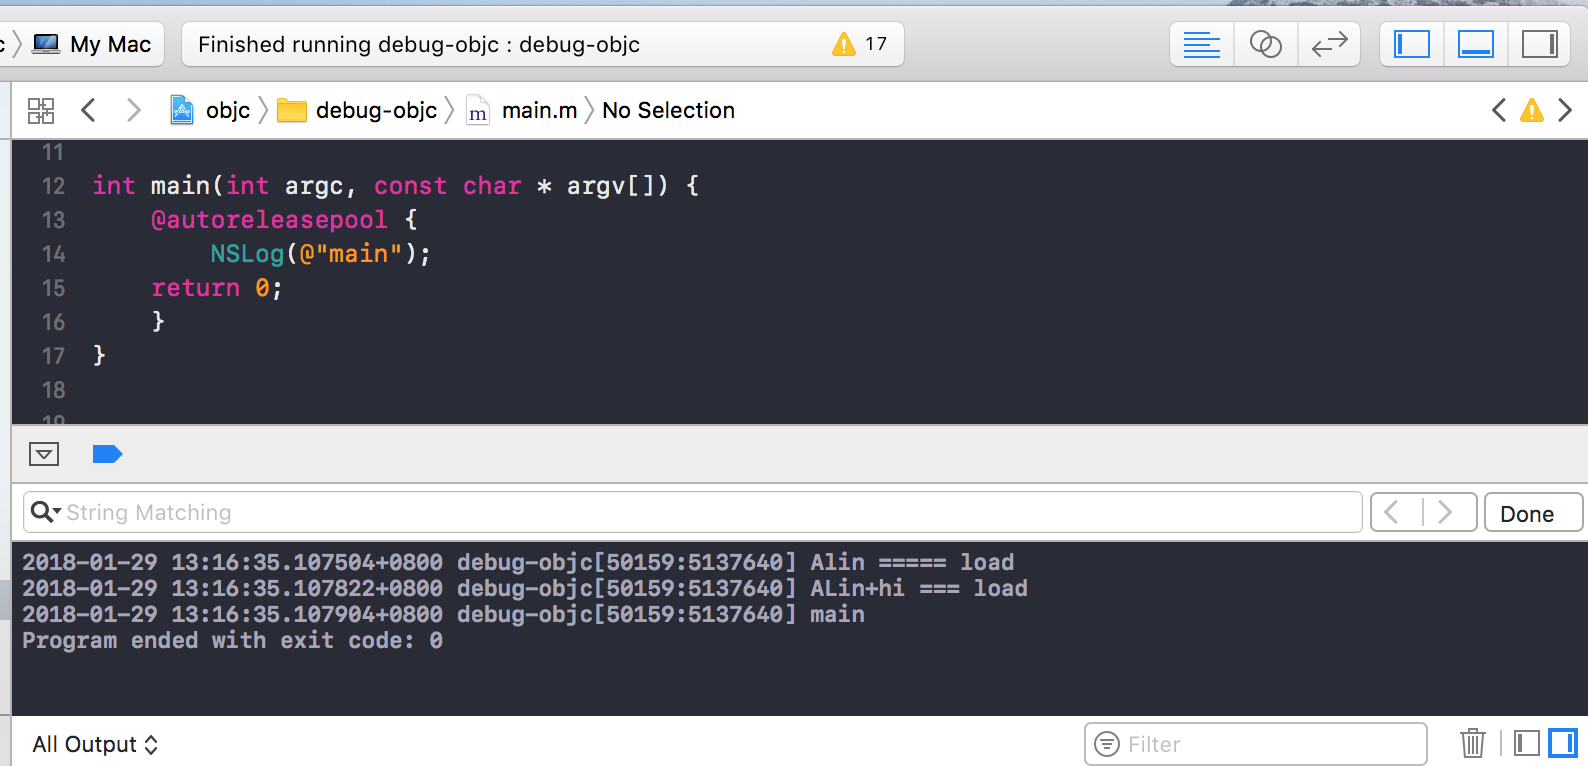 c My Mac Finished running debug-objc : debug-objc 17
objc debug-objc m main.m No Selection
11
12 int main(int argc, const char * argv[]) {
13 @autoreleasepool {
14 NSLog(@"main");
15 return 0;
16 }
17 }
18
19
String Matching Done
2018-01-29 13:16:35.107504+0800 debug-objc[50159:5137640] Alin ===== load
2018-01-29 13:16:35.107822+0800 debug-objc[50159:5137640] ALin+hi === load
2018-01-29 13:16:35.107904+0800 debug-objc[50159:5137640] main
Program ended with exit code: 0
All Output Filter